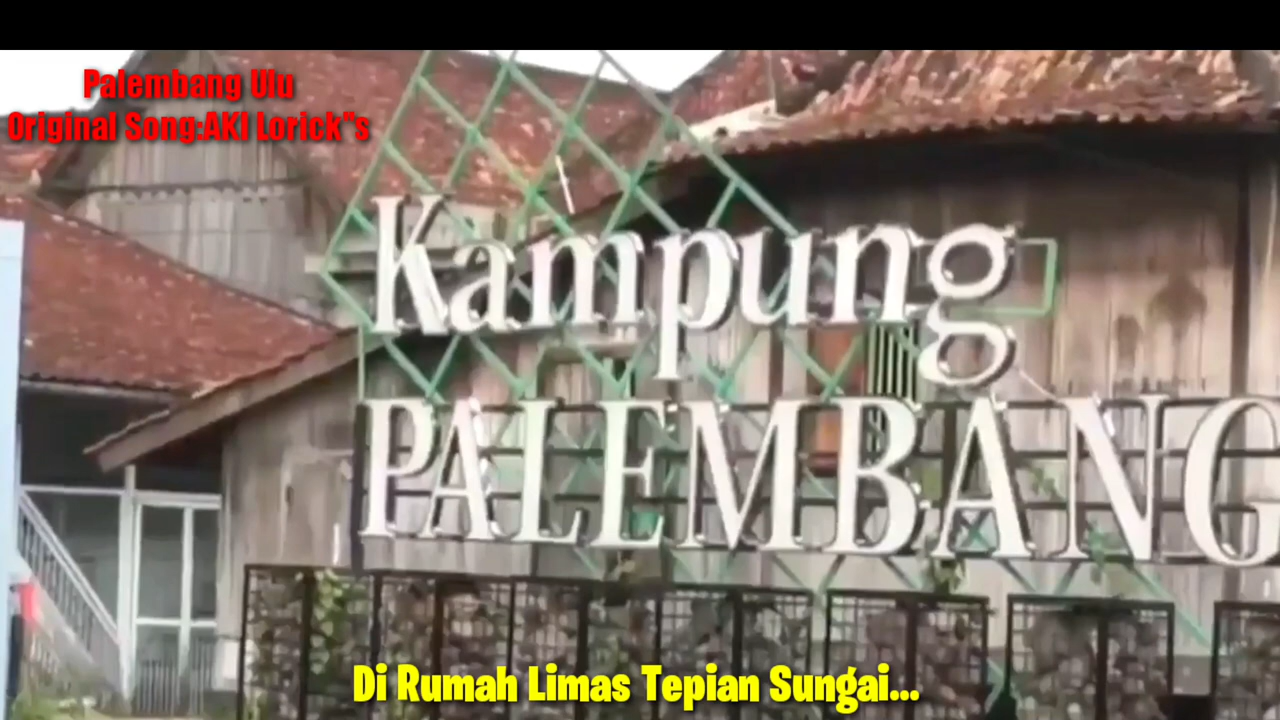 Palembang Ulu
Original Song:AKI Lorick"s
Kampung
PALEMBANG
Di Rumah Limas Tepian Sungai...